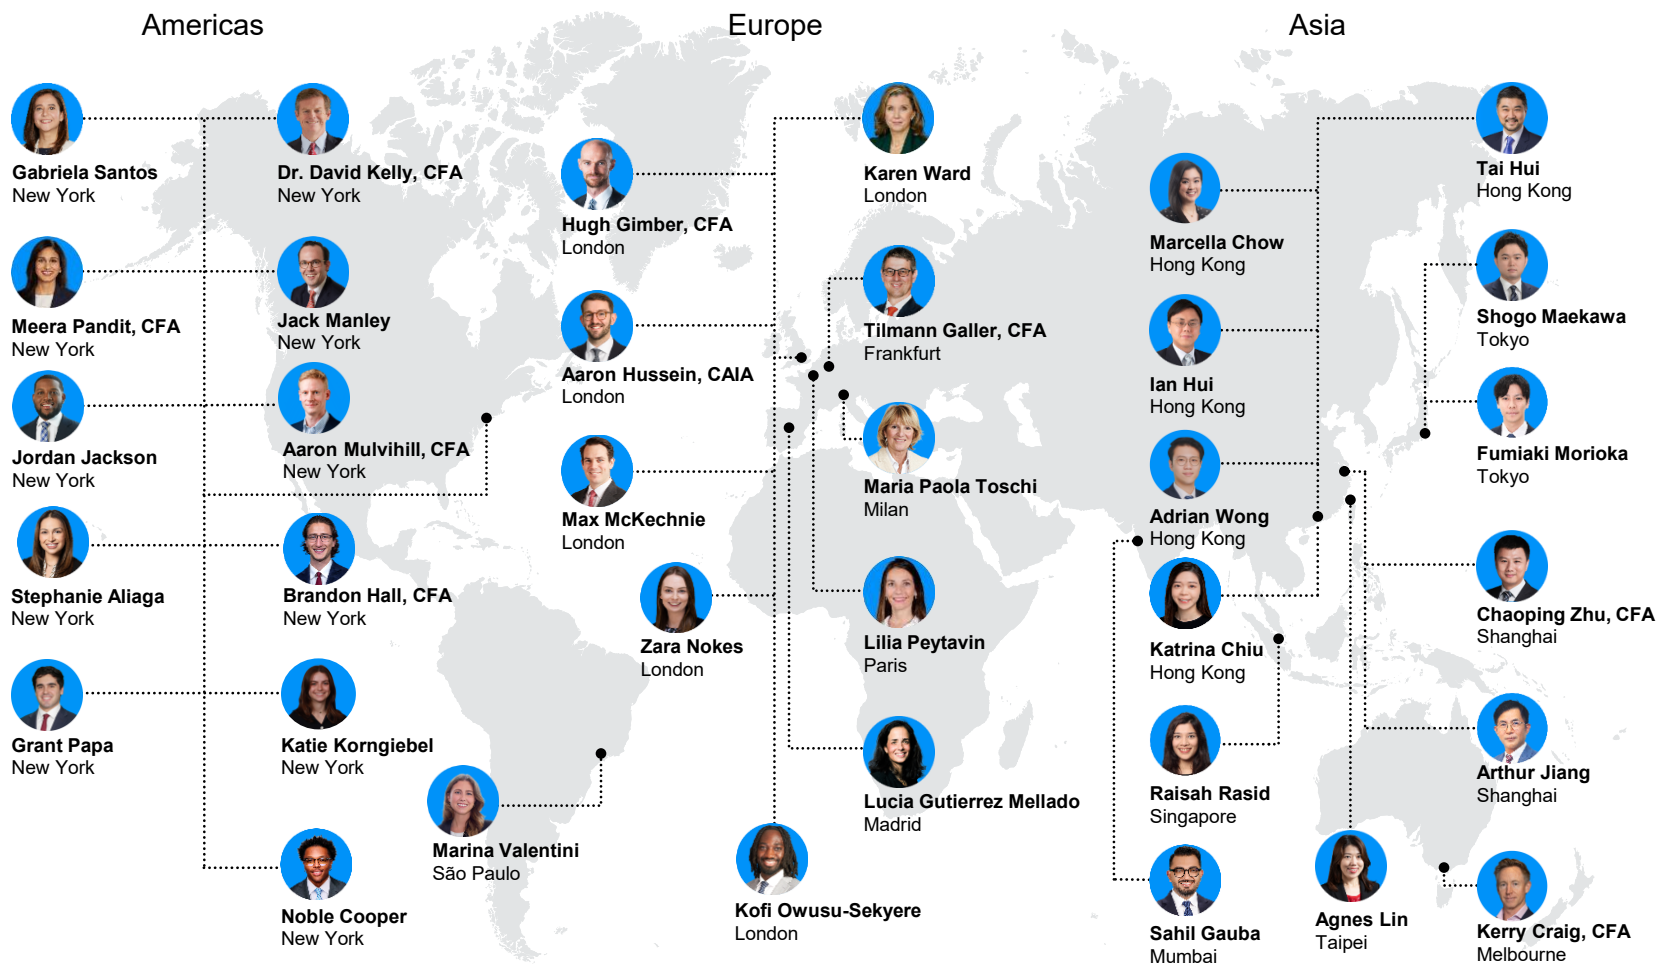 Americas
Gabriela Santos
New York
Dr. David Kelly, CFA
New York
Meera Pandit, CFA
New York
Jack Manley
New York
Jordan Jackson
New York
Aaron Mulvihill, CFA
New York
Stephanie Aliaga
New York
Brandon Hall, CFA
New York
Grant Papa
New York
Katie Korngiebel
New York
Marina Valentini
São Paulo
Noble Cooper
New York
Europe
Karen Ward
London
Hugh Gimber, CFA
London
Tilmann Galler, CFA
Frankfurt
Aaron Hussein, CAIA
London
Maria Paola Toschi
Milan
Max McKechnie
London
Zara Nokes
London
Lilia Peytavin
Paris
Lucia Gutierrez Mellado
Madrid
Kofi Owusu-Sekyere
London
Asia
Tai Hui
Hong Kong
Marcella Chow
Hong Kong
Shogo Maekawa
Tokyo
Ian Hui
Hong Kong
Fumiaki Morioka
Tokyo
Adrian Wong
Hong Kong
Chaoping Zhu, CFA
Shanghai
Katrina Chiu
Hong Kong
Arthur Jiang
Shanghai
Raisah Rasid
Singapore
Agnes Lin
Taipei
Sahil Gauba
Mumbai
Kerry Craig, CFA
Melbourne